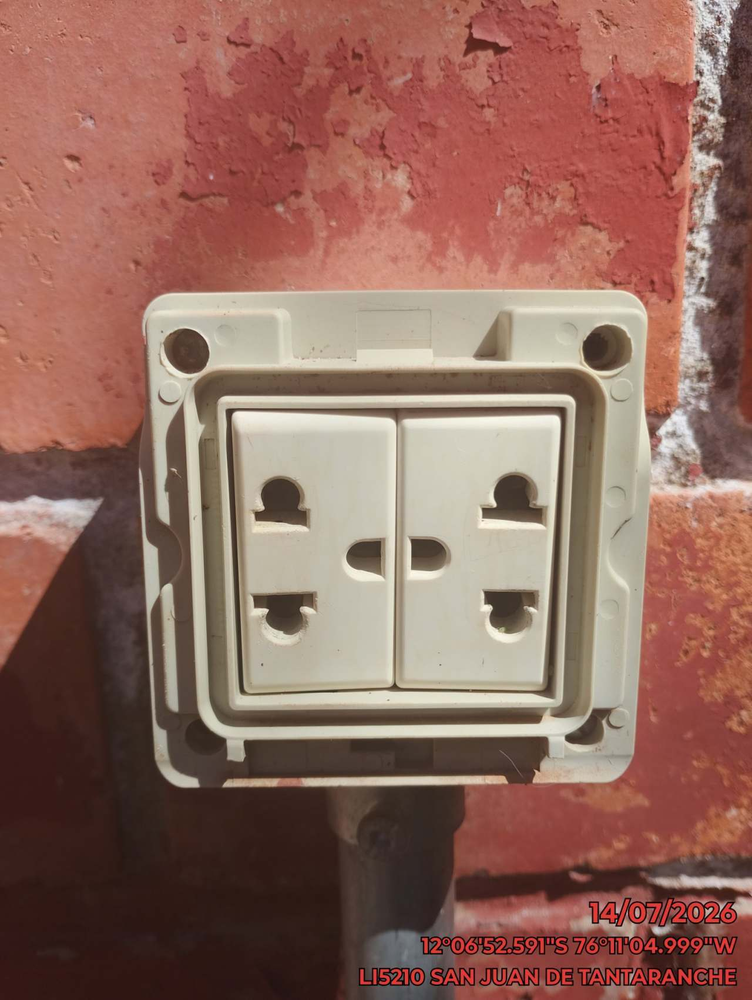 14/07/2026
12°06'52.591"S 76°11'04.999"W
LI5210 SAN JUAN DE TANTARANCHE